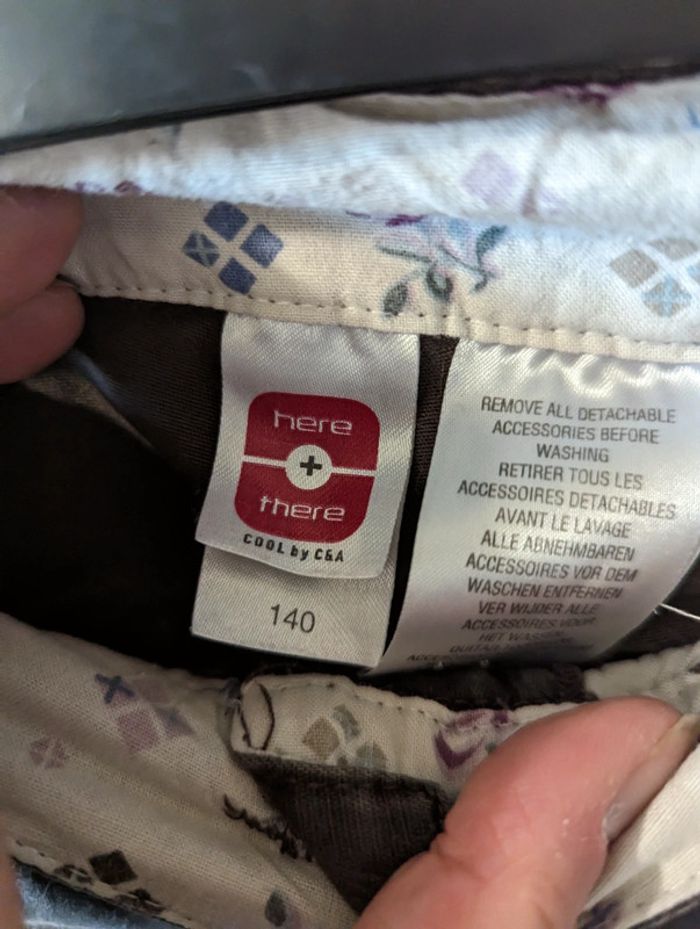 here
+
there
COOL by C&A
140
REMOVE ALL DETACHABLE
ACCESSORIES BEFORE
WASHING
RETIRER TOUS LES
ACCESSOIRES DETACHABLES
AVANT LE LAVAGE
ALLE ABNEHMBAREN
ACCESSOIRES VOR DEM
WASCHEN ENTFERNEN
VER WIJDER ALLE
ACCESSOIRES VOOR
HET